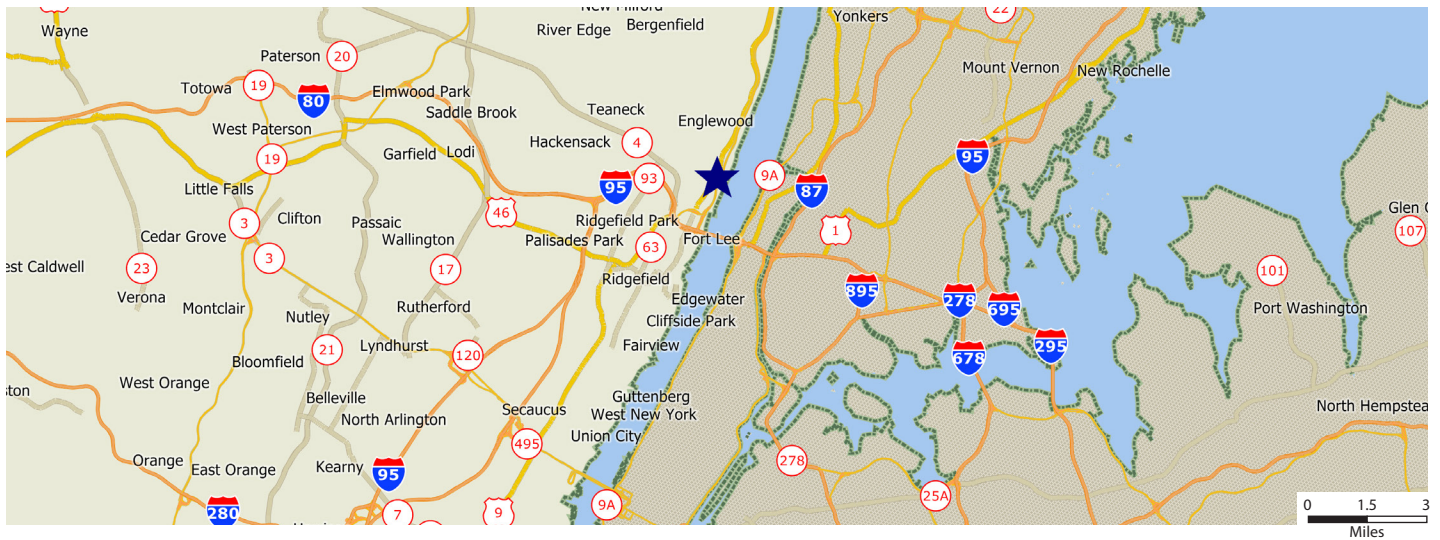 New Milford
22
Yonkers
Bergenfield
River Edge
Wayne
Paterson
20
Mount Vernon
New Rochelle
Totowa
19
80
Elmwood Park
Saddle Brook
Teaneck
Englewood
West Paterson
Hackensack
4
Garfield
Lodi
19
95
93
95
9A
87
Little Falls
46
Ridgefield Park
Passaic
Clifton
3
Cedar Grove
Wallington
Palisades Park
63
Fort Lee
1
Glen
107
est Caldwell
23
3
17
Ridgefield
101
Verona
Montclair
Rutherford
Edgewater
895
278
695
Port Washington
Nutley
Cliffside Park
Lyndhurst
21
120
Fairview
678
295
Bloomfield
West Orange
ston
Belleville
Guttenberg
North Arlington
Secaucus
West New York
North Hempstea
Union City
495
Orange
East Orange
Kearny
95
278
25A
280
7
9
9A
0 1.5 3
Miles